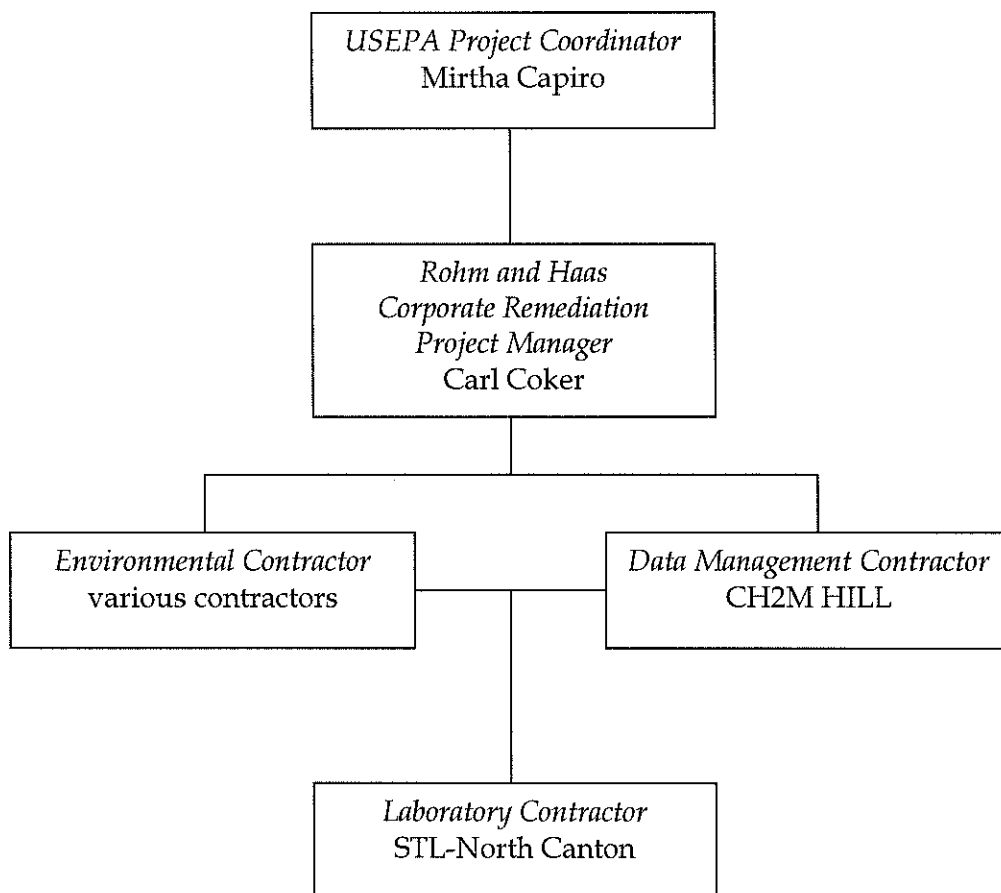 USEPA Project Coordinator
Mirtha Capiro
Rohm and Haas
Corporate Remediation
Project Manager
Carl Coker
Environmental Contractor
various contractors
Data Management Contractor
CH2M HILL
Laboratory Contractor
STL-North Canton